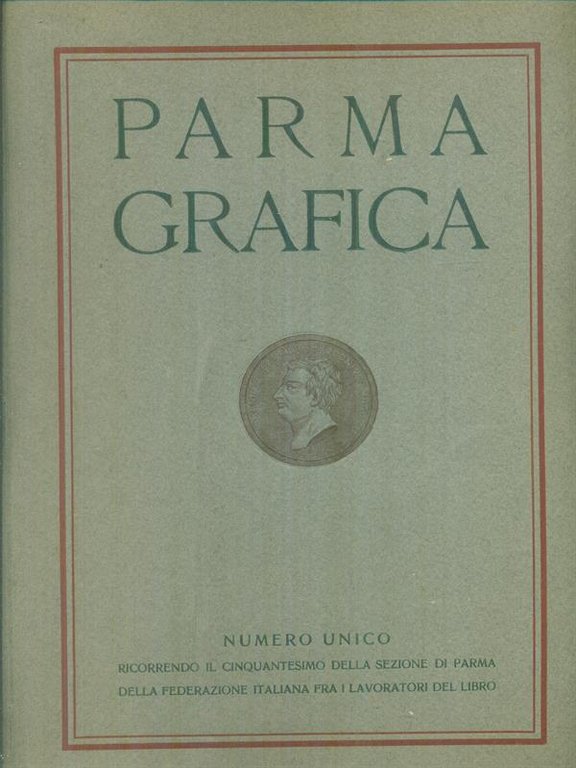 PARMA
GRAFICA
NUMERO UNICO
RICORRENDO IL CINQUANTESIMO DELLA SEZIONE DI PARMA
DELLA FEDERAZIONE ITALIANA FRA I LAVORATORI DEL LIBRO